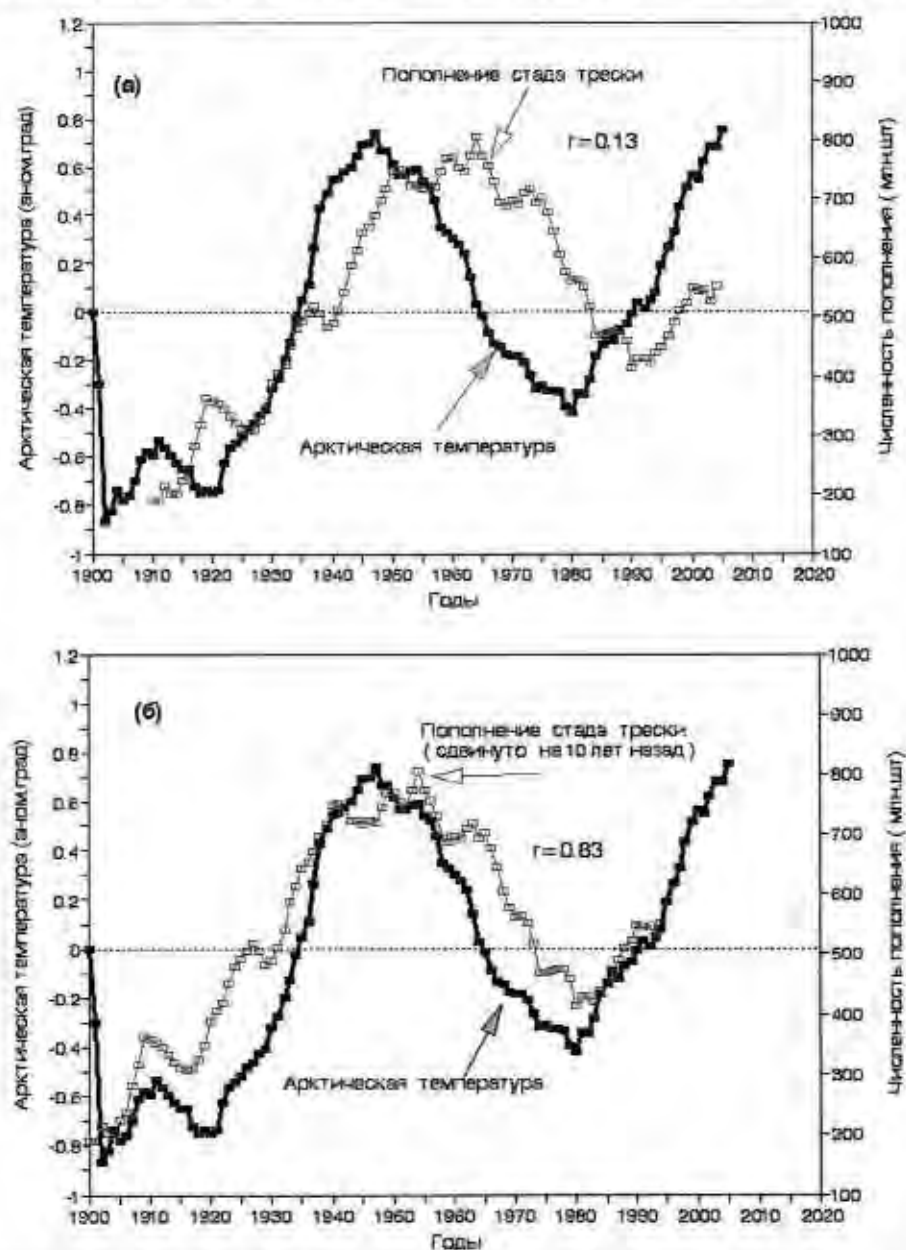 1.2
1000
(а)
1
0.8
0.6
0.4
0.2
0
-0.2
-0.4
-0.6
-0.8
-1
900
800
700
600
500
400
300
200
100
Арктическая температура (аном.град)
Численность пополнения ( млн.шт)
Пополнение стада трески
r=0.13
Арктическая температура
1900 1910 1920 1930 1940 1950 1960 1970 1980 1990 2000 2010 2020
Годы
1.2
1000
(б)
1
0.8
0.6
0.4
0.2
0
-0.2
-0.4
-0.6
-0.8
-1
900
800
700
600
500
400
300
200
100
Арктическая температура (аном.град)
Численность пополнения ( млн.шт)
Пополнение стада трески
( сдвинуто на 10 лет назад )
r=0.83
Арктическая температура
1900 1910 1920 1930 1940 1950 1960 1970 1980 1990 2000 2010 2020
Годы